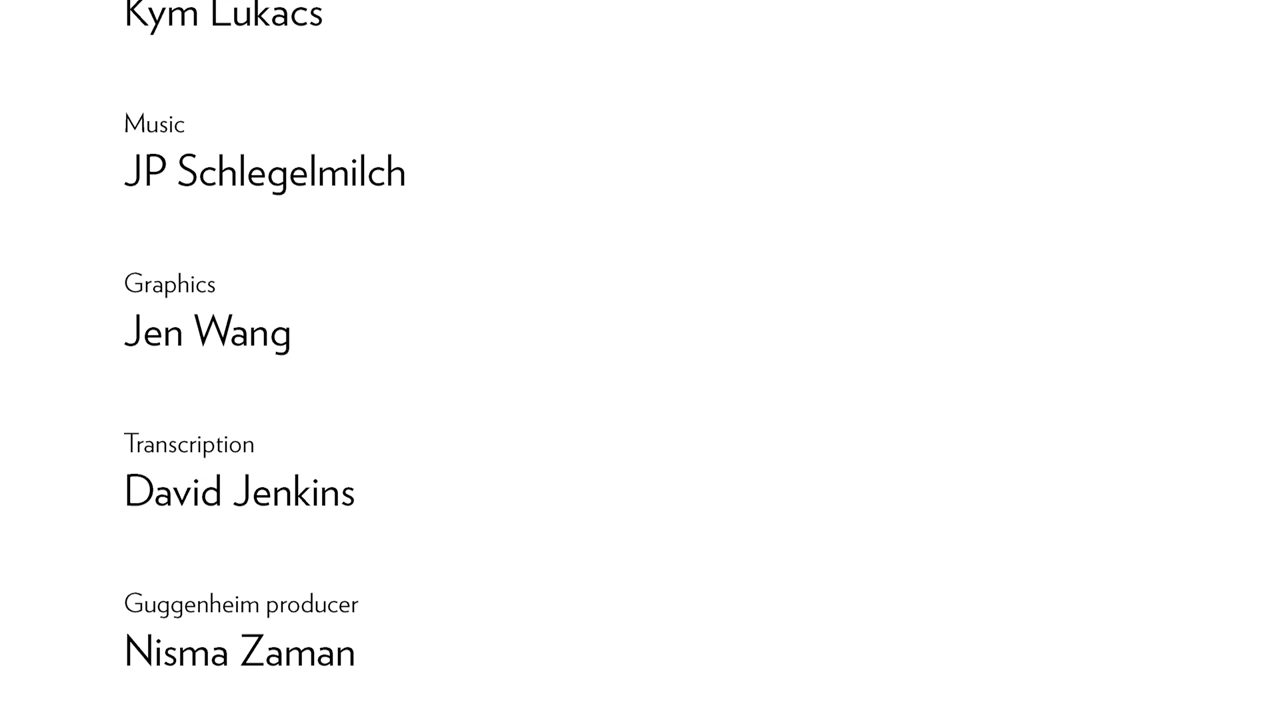 Kym Lukacs
Music
JP Schlegelmilch
Graphics
Jen Wang
Transcription
David Jenkins
Guggenheim producer
Nisma Zaman